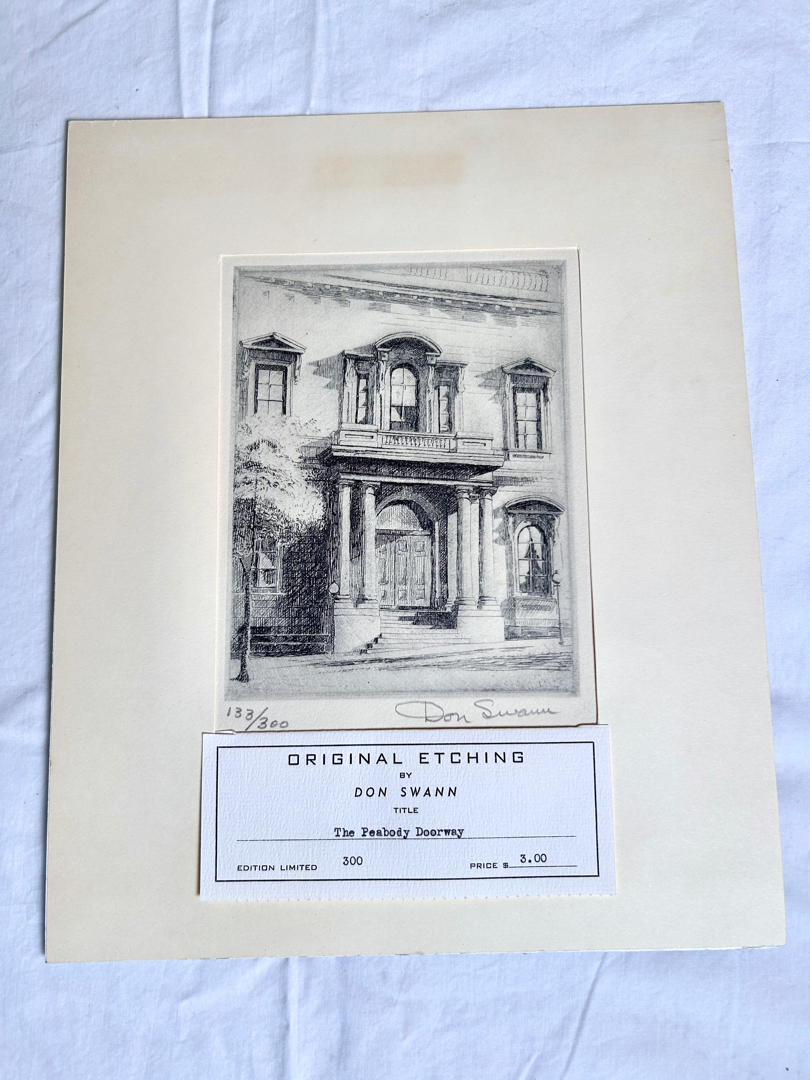 133/300 Don Swann
ORIGINAL ETCHING
BY
DON SWANN
TITLE
The Peabody Doorway
EDITION LIMITED 300 PRICE $ 3.00